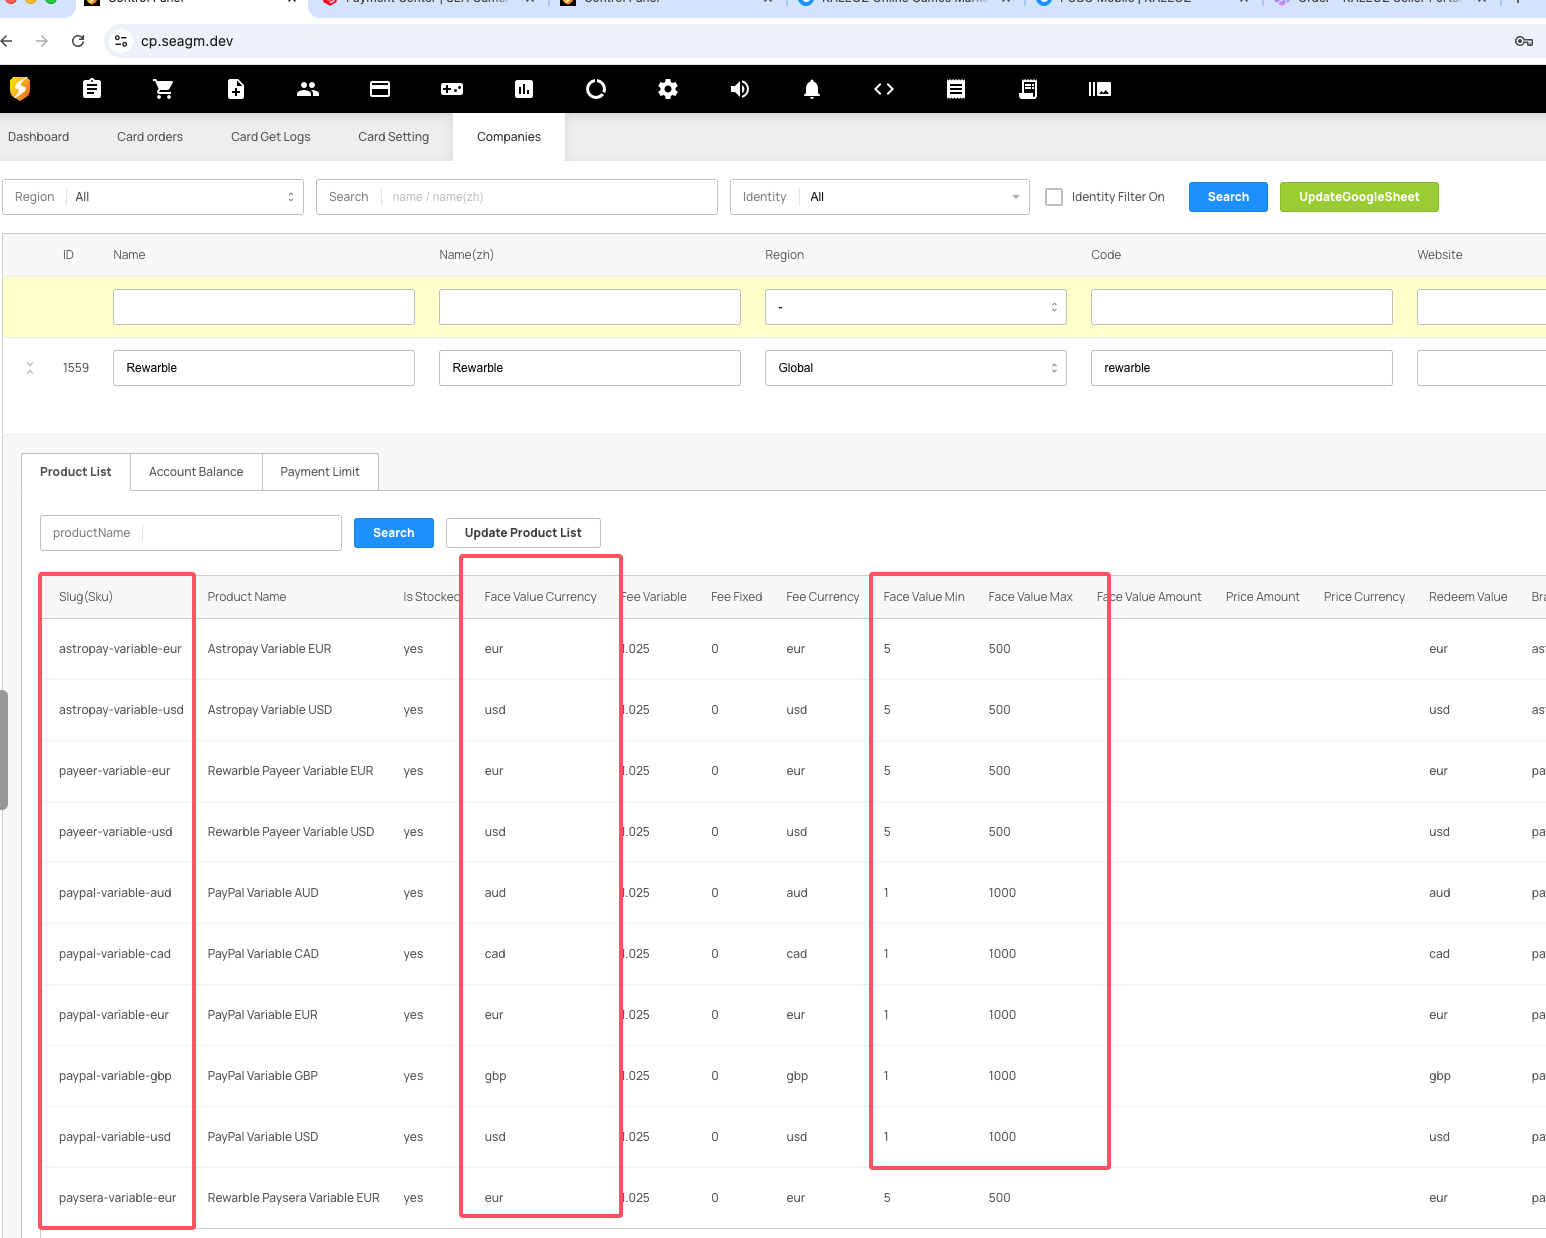 cp.seagm.dev
Dashboard Card orders Card Get Logs Card Setting Companies
Region All Search name / name(zh) Identity All Identity Filter On Search UpdateGoogleSheet
ID Name Name(zh) Region Code Website
-
1559 Rewarble Rewarble Global rewarble
Product List Account Balance Payment Limit
productName Search Update Product List
Slug(Sku) Product Name Is Stocked Face Value Currency Fee Variable Fee Fixed Fee Currency Face Value Min Face Value Max Face Value Amount Price Amount Price Currency Redeem Value
astropay-variable-eur Astropay Variable EUR yes eur 1.025 0 eur 5 500 eur
astropay-variable-usd Astropay Variable USD yes usd 1.025 0 usd 5 500 usd
payeer-variable-eur Rewarble Payeer Variable EUR yes eur 1.025 0 eur 5 500 eur
payeer-variable-usd Rewarble Payeer Variable USD yes usd 1.025 0 usd 5 500 usd
paypal-variable-aud PayPal Variable AUD yes aud 1.025 0 aud 1 1000 aud
paypal-variable-cad PayPal Variable CAD yes cad 1.025 0 cad 1 1000 cad
paypal-variable-eur PayPal Variable EUR yes eur 1.025 0 eur 1 1000 eur
paypal-variable-gbp PayPal Variable GBP yes gbp 1.025 0 gbp 1 1000 gbp
paypal-variable-usd PayPal Variable USD yes usd 1.025 0 usd 1 1000 usd
paysera-variable-eur Rewarble Paysera Variable EUR yes eur 1.025 0 eur 5 500 eur